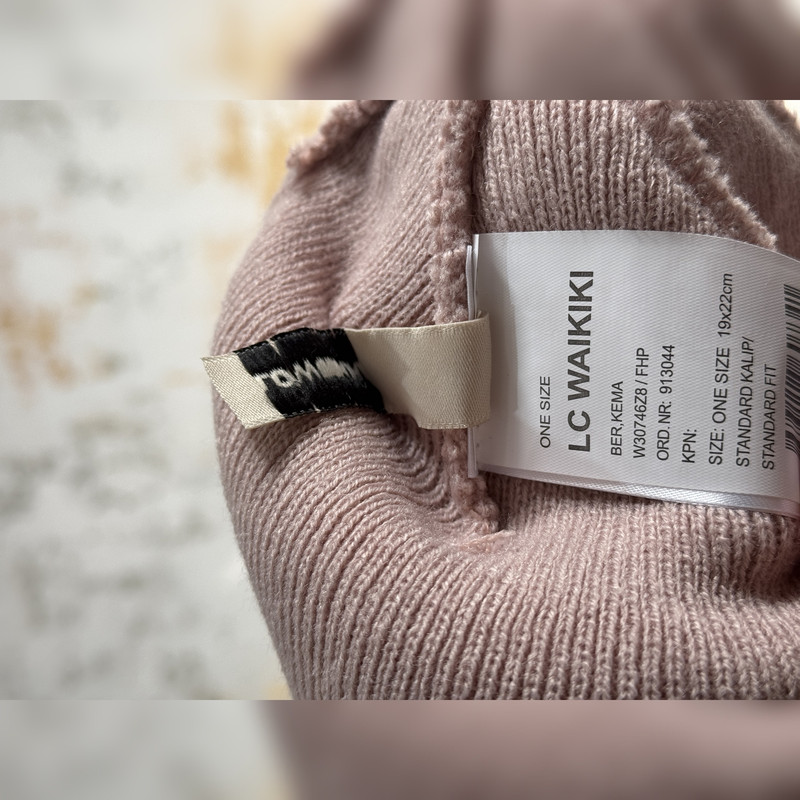 ONE SIZE
LC WAIKIKI
BER,KEMA
W30746Z8 / FHP
ORD.NR: 913044
KPN:
SIZE: ONE SIZE 19x22cm
STANDARD KALIP/
STANDARD FIT